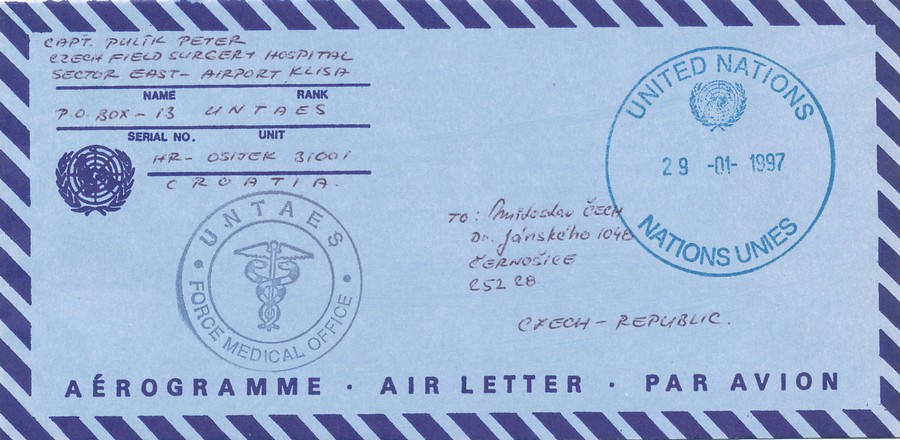 CAPT. PULÍK PETER
CZECH FIELD SURGERY HOSPITAL
SECTOR EAST - AIRPORT KLISA
NAME RANK
P.O. BOX - 13 UNTAES
SERIAL NO. UNIT
HR - OSIJEK 31001
CROATIA.
UNITED NATIONS
29 -01- 1997
NATIONS UNIES
UNTAES
FORCE MEDICAL OFFICE
TO: ČECH
Dr. Jánského 1048
ČERNOŠICE
252 28
CZECH - REPUBLIC.
AÉROGRAMME · AIR LETTER · PAR AVION